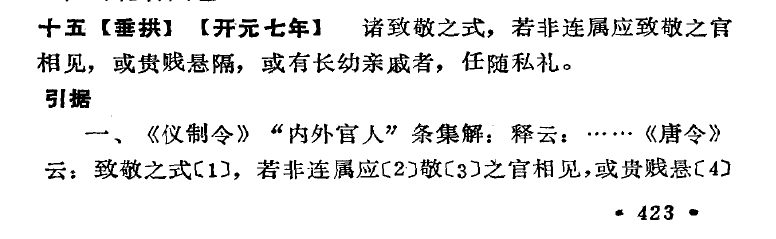 十五【垂拱】【开元七年】 诸致敬之式，若非连属应致敬之官
相见，或贵贱悬隔，或有长幼亲戚者，任随私礼。
引据
一、《仪制令》“内外官人”条集解：释云：……《唐令》
云：致敬之式〔1〕，若非连属应〔2〕敬〔3〕之官相见，或贵贱悬〔4〕
• 423 •